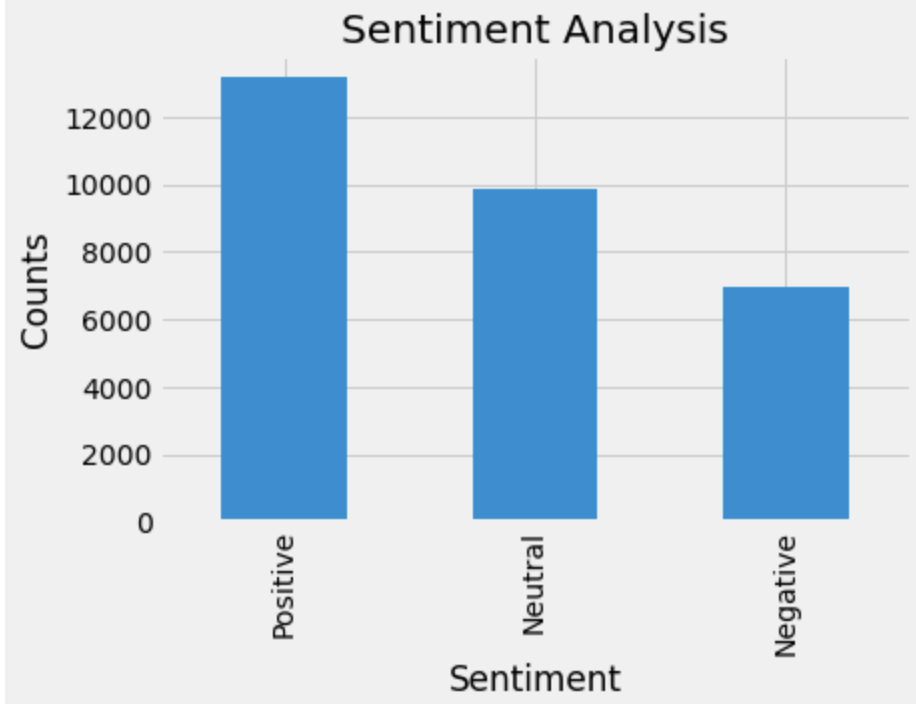 Sentiment Analysis
Counts
12000
10000
8000
6000
4000
2000
0
Positive
Neutral
Negative
Sentiment